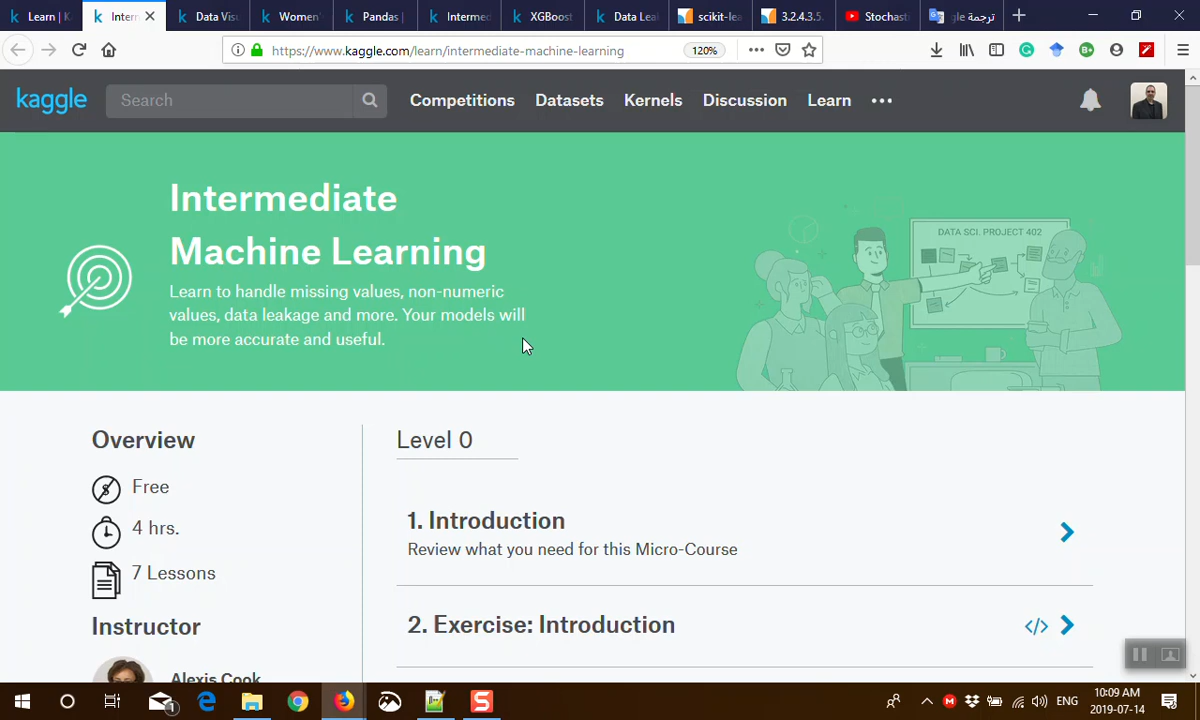 Learn | K
Intern
Data Visu
Women'
Pandas |
Intermed
XGBoost
Data Leak
scikit-lea
3.2.4.3.5.
Stochasti
ترجمة gle
https://www.kaggle.com/learn/intermediate-machine-learning
120%
kaggle
Search
Competitions
Datasets
Kernels
Discussion
Learn
Intermediate
Machine Learning
Learn to handle missing values, non-numeric
values, data leakage and more. Your models will
be more accurate and useful.
DATA SCI. PROJECT 402
Overview
Free
4 hrs.
7 Lessons
Instructor
Alexis Cook
Level 0
1. Introduction
Review what you need for this Micro-Course
2. Exercise: Introduction
</>
ENG
10:09 AM
2019-07-14